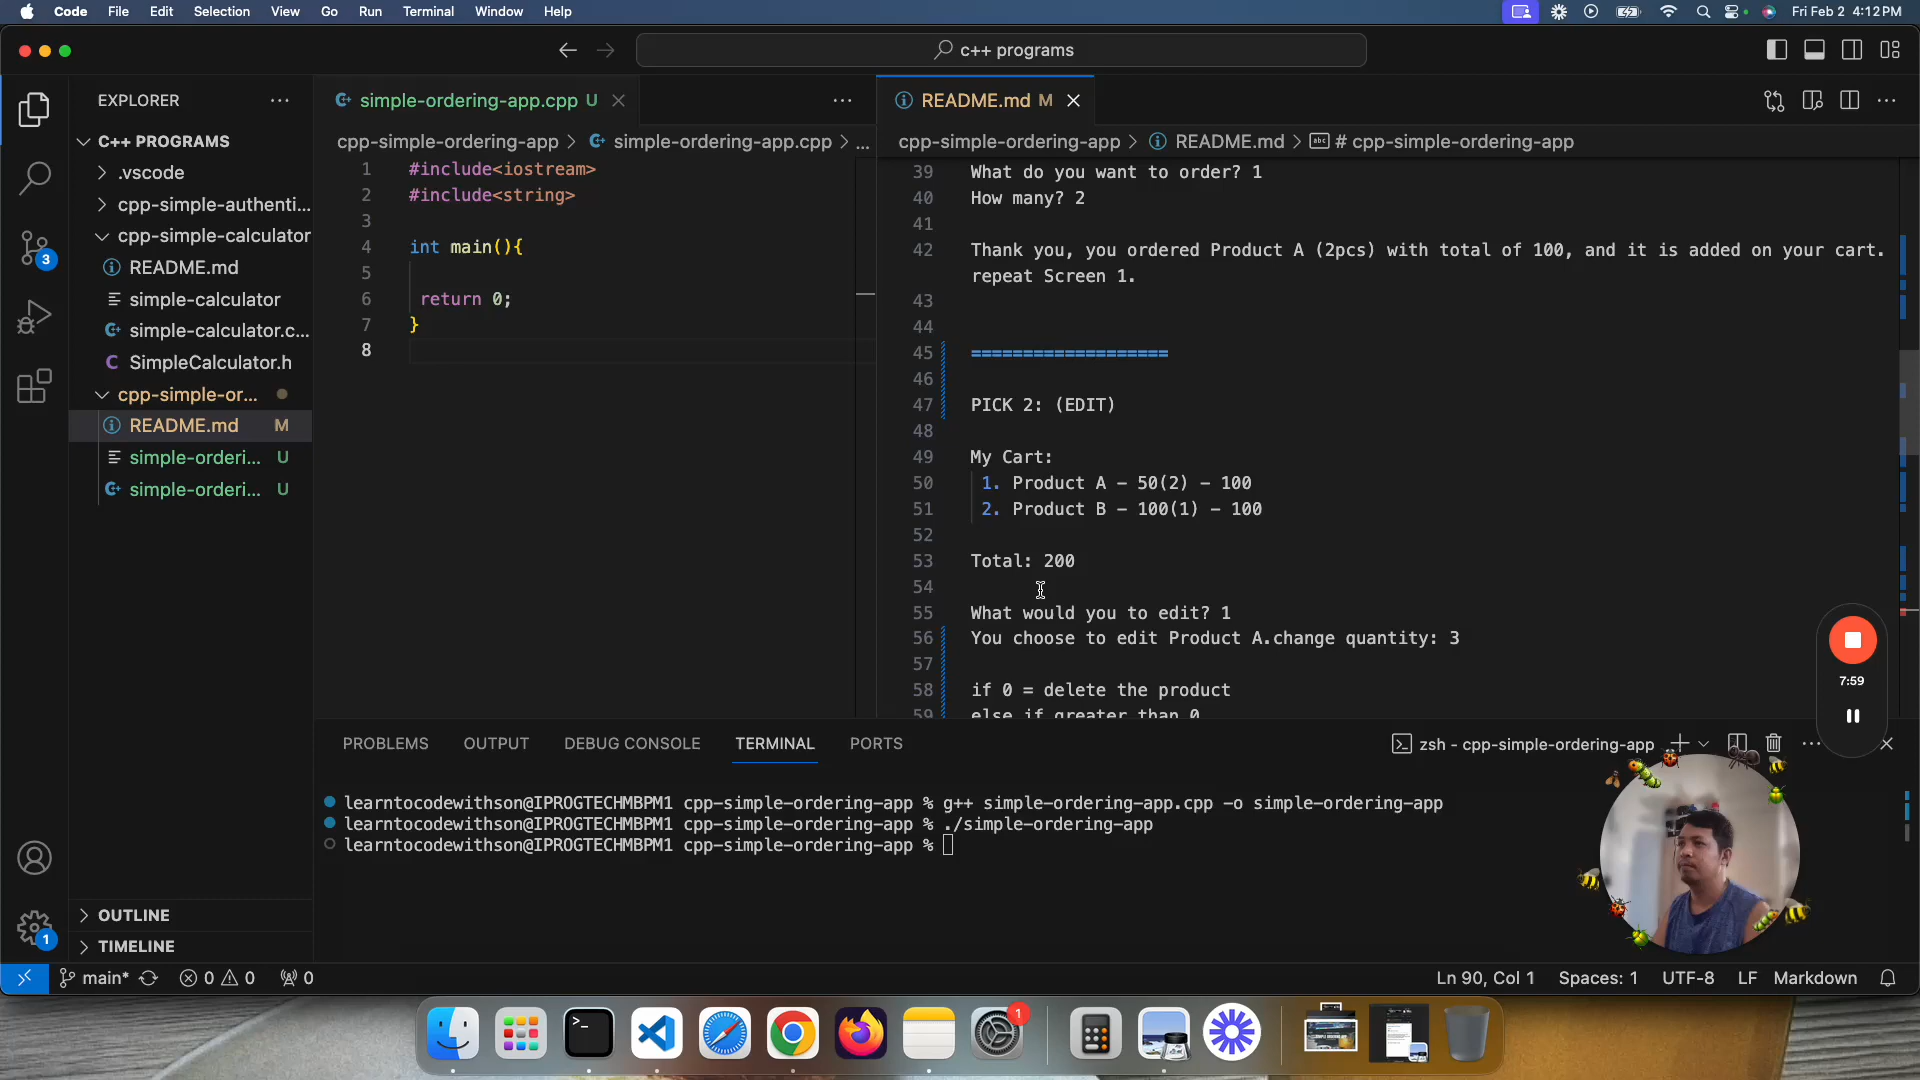 Code File Edit Selection View Go Run Terminal Window Help
Fri Feb 2 4:12 PM
c++ programs
EXPLORER
C++ PROGRAMS
.vscode
cpp-simple-authenti...
cpp-simple-calculator
README.md
simple-calculator
simple-calculator.c...
SimpleCalculator.h
cpp-simple-or...
README.md M
simple-orderi... U
simple-orderi... U
3
1
OUTLINE
TIMELINE
simple-ordering-app.cpp U
cpp-simple-ordering-app > simple-ordering-app.cpp > ...
1 #include<iostream>
2 #include<string>
3
4 int main(){
5
6 return 0;
7 }
8
README.md M
cpp-simple-ordering-app > README.md > # cpp-simple-ordering-app
39 What do you want to order? 1
40 How many? 2
41
42 Thank you, you ordered Product A (2pcs) with total of 100, and it is added on your cart.
repeat Screen 1.
43
44
45 ===================
46
47 PICK 2: (EDIT)
48
49 My Cart:
50 1. Product A - 50(2) - 100
51 2. Product B - 100(1) - 100
52
53 Total: 200
54
55 What would you to edit? 1
56 You choose to edit Product A.change quantity: 3
57
58 if 0 = delete the product
59 else if greater than 0
7:59
PROBLEMS OUTPUT DEBUG CONSOLE TERMINAL PORTS
zsh - cpp-simple-ordering-app
learntocodewithson@IPROGTECHMBPM1 cpp-simple-ordering-app % g++ simple-ordering-app.cpp -o simple-ordering-app
learntocodewithson@IPROGTECHMBPM1 cpp-simple-ordering-app % ./simple-ordering-app
learntocodewithson@IPROGTECHMBPM1 cpp-simple-ordering-app %
main* 0 0 0
Ln 90, Col 1 Spaces: 1 UTF-8 LF Markdown
1